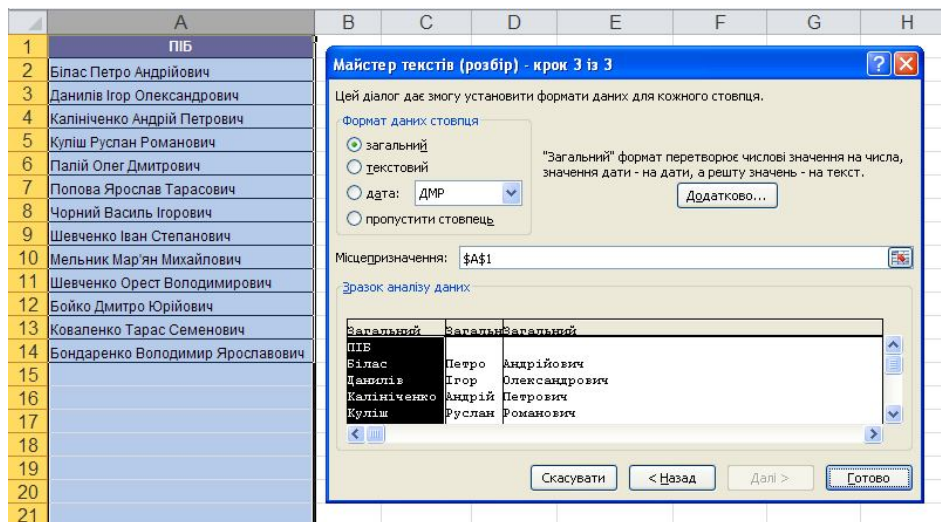 A B C D E F G H
1 ПІБ
2 Білас Петро Андрійович
3 Данилів Ігор Олександрович
4 Калініченко Андрій Петрович
5 Куліш Руслан Романович
6 Палій Олег Дмитрович
7 Попова Ярослав Тарасович
8 Чорний Василь Ігорович
9 Шевченко Іван Степанович
10 Мельник Мар'ян Михайлович
11 Шевченко Орест Володимирович
12 Бойко Дмитро Юрійович
13 Коваленко Тарас Семенович
14 Бондаренко Володимир Ярославович
15
16
17
18
19
20
21
Майстер текстів (розбір) - крок 3 із 3
Цей діалог дає змогу установити формати даних для кожного стовпця.
Формат даних стовпця
загальний
текстовий
дата: ДМР
пропустити стовпець
"Загальний" формат перетворює числові значення на числа,
значення дати - на дати, а решту значень - на текст.
Додатково...
Місцепризначення: $A$1
Зразок аналізу даних
Загальний Загальн Загальний
ПІБ
Білас Петро Андрійович
Данилів Ігор Олександрович
Калініченко Андрій Петрович
Куліш Руслан Романович
Скасувати < Назад Далі > Готово